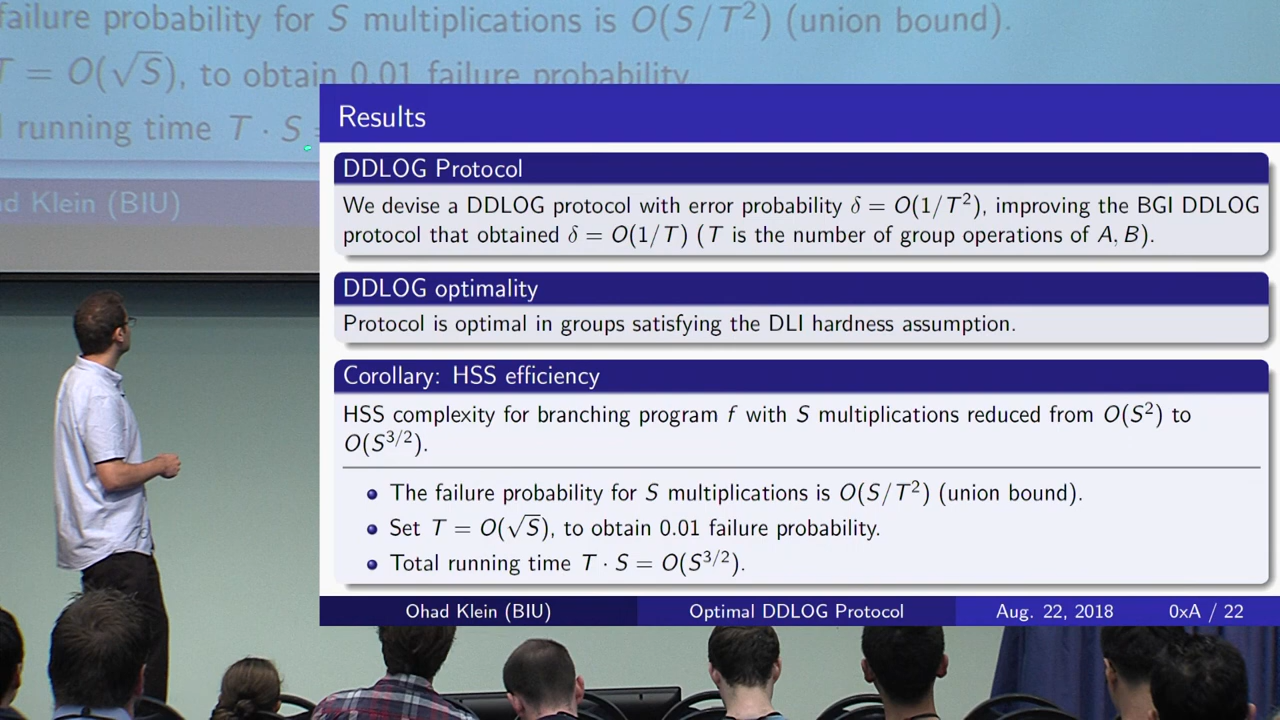 failure probability for S multiplications is O(S/T²) (union bound).
T = O(√S), to obtain 0.01 failure probability.
running time T · S =
Klein (BIU)
Results
DDLOG Protocol
We devise a DDLOG protocol with error probability δ = O(1/T²), improving the BGI DDLOG
protocol that obtained δ = O(1/T) (T is the number of group operations of A, B).
DDLOG optimality
Protocol is optimal in groups satisfying the DLI hardness assumption.
Corollary: HSS efficiency
HSS complexity for branching program f with S multiplications reduced from O(S²) to
O(S^{3/2}).
• The failure probability for S multiplications is O(S/T²) (union bound).
• Set T = O(√S), to obtain 0.01 failure probability.
• Total running time T · S = O(S^{3/2}).
Ohad Klein (BIU) Optimal DDLOG Protocol Aug. 22, 2018 0xA / 22